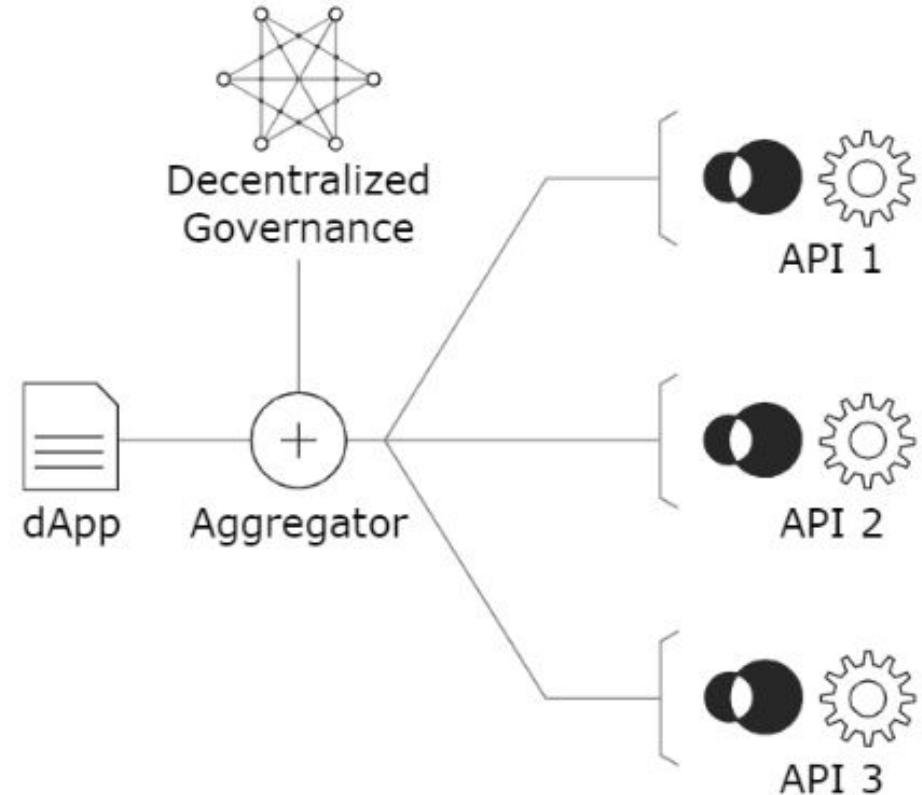 Decentralized
Governance
API 1
dApp
Aggregator
API 2
API 3